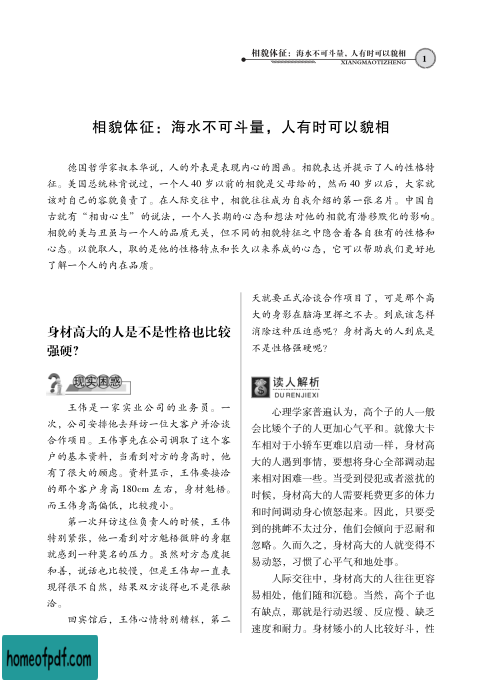 相貌体征：海水不可斗量，人有时可以貌相
XIANGMAOTIZHENG
1
相貌体征：海水不可斗量，人有时可以貌相
德国哲学家叔本华说，人的外表是表现内心的图画。相貌表达并提示了人的性格特
征。美国总统林肯说过，一个人 40 岁以前的相貌是父母给的，然而 40 岁以后，大家就
该对自己的容貌负责了。在人际交往中，相貌往往成为自我介绍的第一张名片。中国自
古就有“相由心生”的说法，一个人长期的心态和想法对他的相貌有潜移默化的影响。
相貌的美与丑虽与一个人的品质无关，但不同的相貌特征之中隐含着各自独有的性格和
心态。以貌取人，取的是他的性格特点和长久以来养成的心态，它可以帮助我们更好地
了解一个人的内在品质。
身材高大的人是不是性格也比较
强硬？
现实困惑
王伟是一家实业公司的业务员。一
次，公司安排他去拜访一位大客户并洽谈
合作项目。王伟事先在公司调取了这个客
户的基本资料，当看到对方的身高时，他
有了很大的顾虑。资料显示，王伟要接洽
的那个客户身高 180cm 左右，身材魁梧。
而王伟身高偏低，比较瘦小。
第一次拜访这位负责人的时候，王伟
特别紧张，他一看到对方魁梧微胖的身躯
就感到一种莫名的压力。虽然对方态度挺
和善，说话也比较慢，但是王伟却一直表
现得很不自然，结果双方谈得也不是很融
洽。
回宾馆后，王伟心情特别糟糕，第二
天就要正式洽谈合作项目了，可是那个高
大的身影在脑海里挥之不去。到底该怎样
消除这种压迫感呢？身材高大的人到底是
不是性格强硬呢？
读人解析
DU RENJIEXI
心理学家普遍认为，高个子的人一般
会比矮个子的人更加心气平和。就像大卡
车相对于小轿车更难以启动一样，身材高
大的人遇到事情，要想将身心全部调动起
来相对困难一些。当受到侵犯或者滋扰的
时候，身材高大的人需要耗费更多的体力
和时间调动身心愤怒起来。因此，只要受
到的挑衅不太过分，他们会倾向于忍耐和
忽略。久而久之，身材高大的人就变得不
易动怒，习惯了心平气和地处事。
人际交往中，身材高大的人往往更容
易相处，他们随和沉稳。当然，高个子也
有缺点，那就是行动迟缓、反应慢、缺乏
速度和耐力。身材矮小的人比较好斗，性
homeofpdf.com